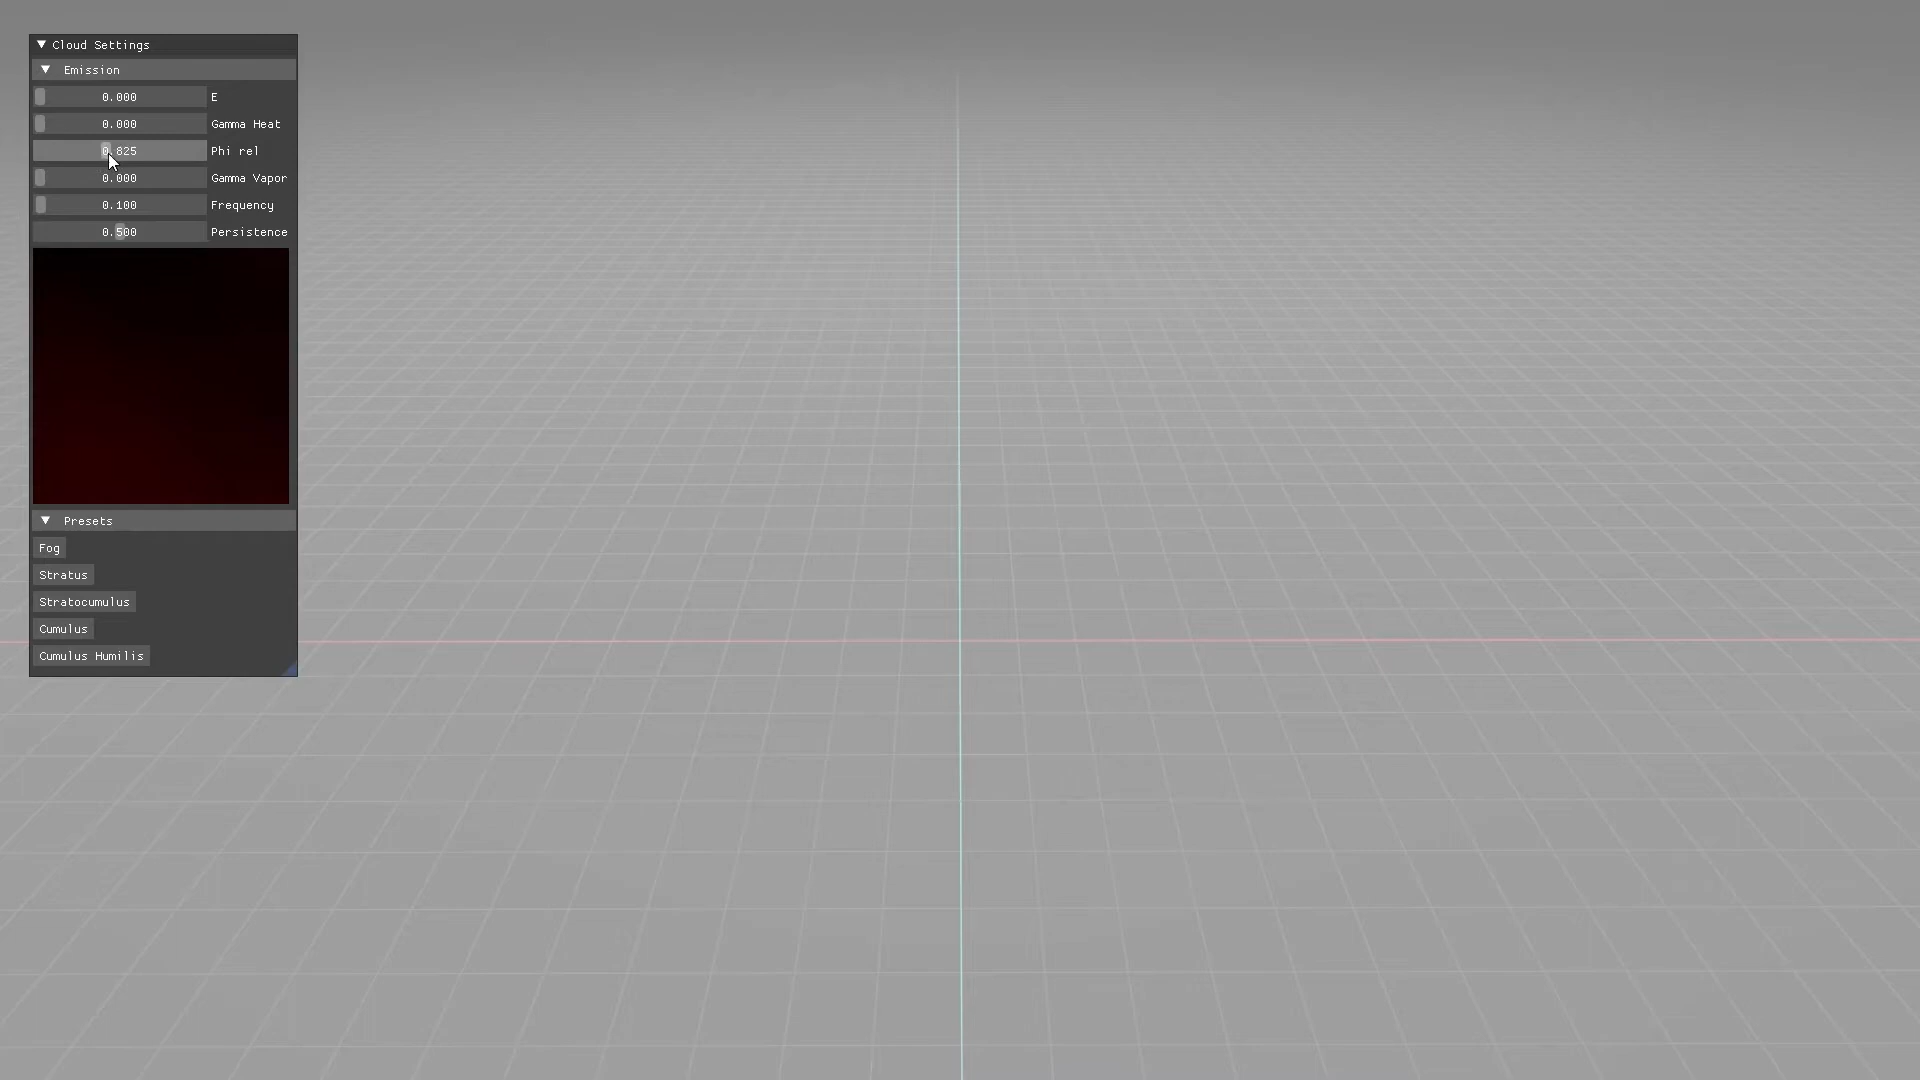 Cloud Settings
Emission
0.000 E
0.000 Gamma Heat
0.825 Phi rel
0.000 Gamma Vapor
0.100 Frequency
0.500 Persistence
Presets
Fog
Stratus
Stratocumulus
Cumulus
Cumulus Humilis